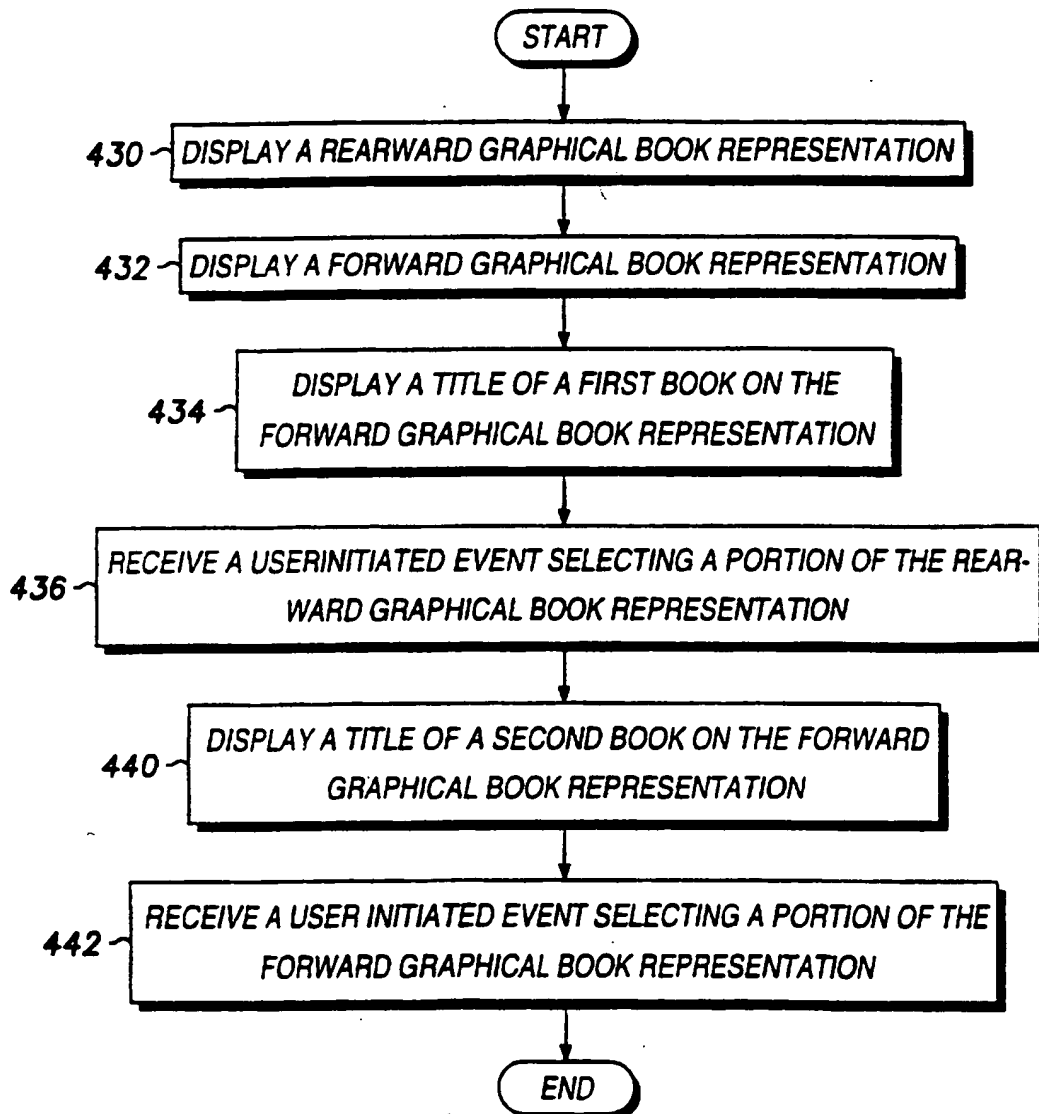 START
430
DISPLAY A REARWARD GRAPHICAL BOOK REPRESENTATION
432
DISPLAY A FORWARD GRAPHICAL BOOK REPRESENTATION
434
DISPLAY A TITLE OF A FIRST BOOK ON THE
FORWARD GRAPHICAL BOOK REPRESENTATION
436
RECEIVE A USERINITIATED EVENT SELECTING A PORTION OF THE REAR-
WARD GRAPHICAL BOOK REPRESENTATION
440
DISPLAY A TITLE OF A SECOND BOOK ON THE FORWARD
GRAPHICAL BOOK REPRESENTATION
442
RECEIVE A USER INITIATED EVENT SELECTING A PORTION OF THE
FORWARD GRAPHICAL BOOK REPRESENTATION
END